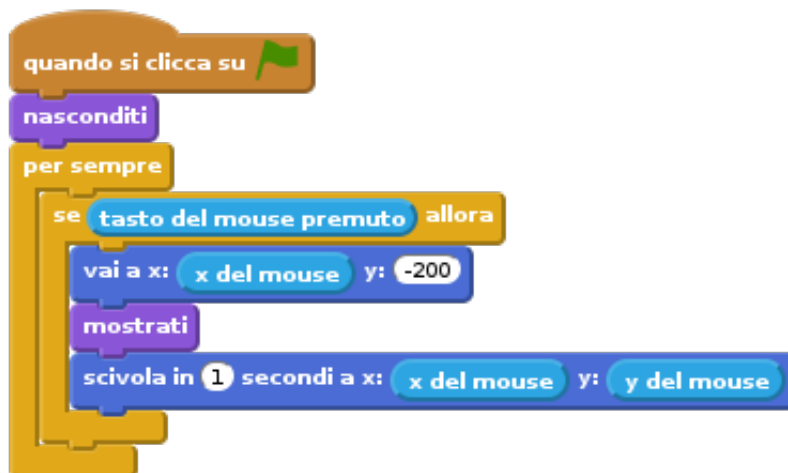 quando si clicca su
nasconditi
per sempre
se tasto del mouse premuto allora
vai a x: x del mouse y: -200
mostrati
scivola in 1 secondi a x: x del mouse y: y del mouse